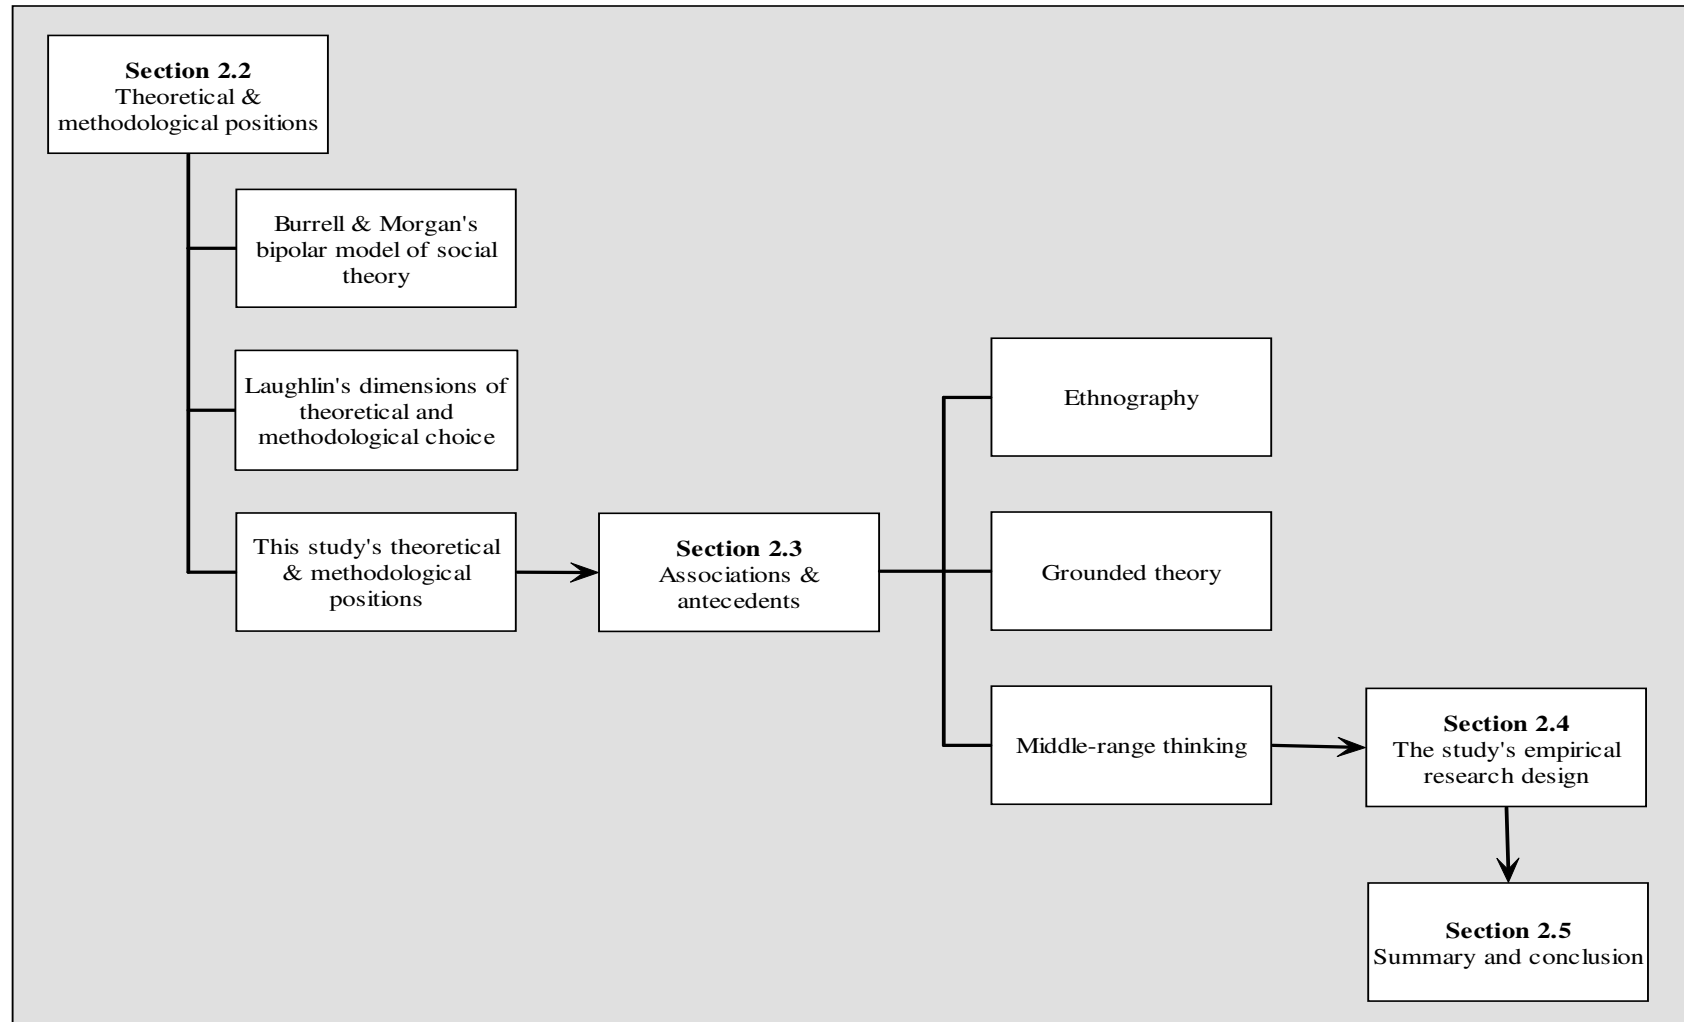 Section 2.2
Theoretical &
methodological positions
Burrell & Morgan's
bipolar model of social
theory
Laughlin's dimensions of
theoretical and
methodological choice
This study's theoretical
& methodological
positions
Section 2.3
Associations &
antecedents
Ethnography
Grounded theory
Middle-range thinking
Section 2.4
The study's empirical
research design
Section 2.5
Summary and conclusion